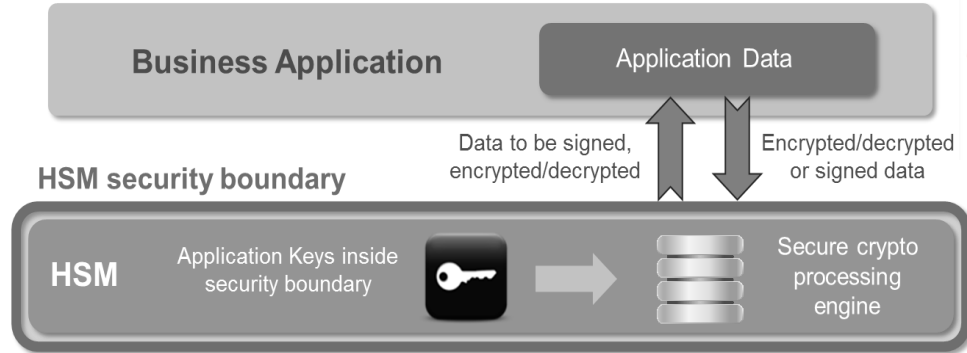 Business Application
Application Data
Data to be signed,
encrypted/decrypted
Encrypted/decrypted
or signed data
HSM security boundary
HSM
Application Keys inside
security boundary
Secure crypto
processing
engine